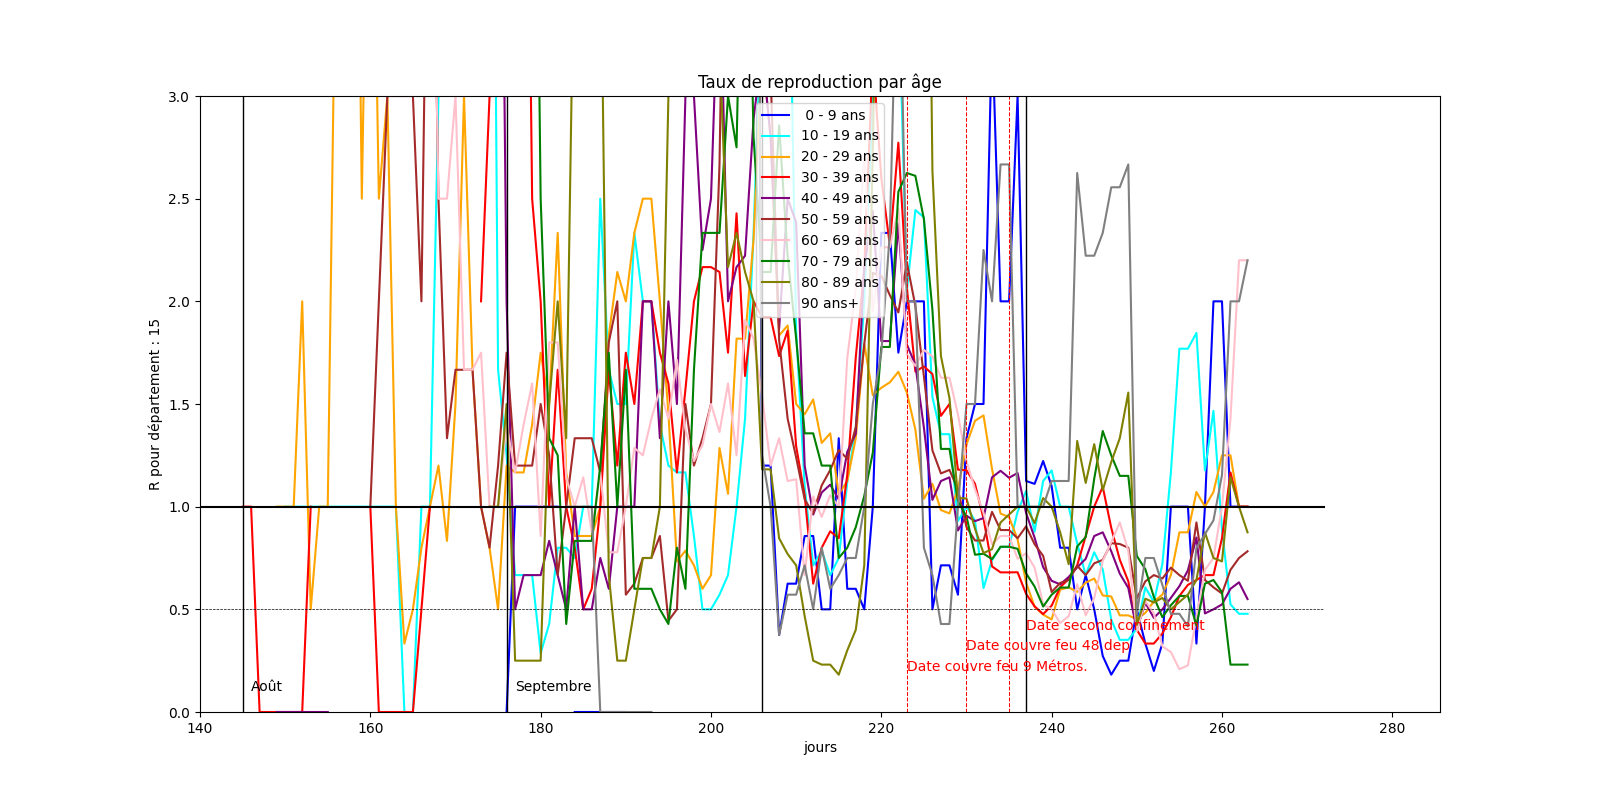 Taux de reproduction par âge
R pour département : 15
3.0
2.5
2.0
1.5
1.0
0.5
0.0
0 - 9 ans
10 - 19 ans
20 - 29 ans
30 - 39 ans
40 - 49 ans
50 - 59 ans
60 - 69 ans
70 - 79 ans
80 - 89 ans
90 ans+
Date second confinement
Date couvre feu 48 dep
Date couvre feu 9 Métros.
Août
Septembre
140 160 180 200 220 240 260 280
jours